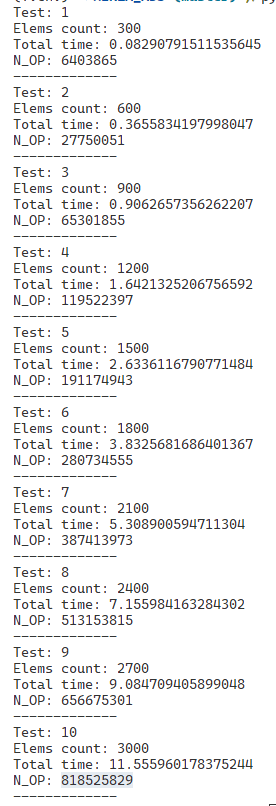 Test: 1
Elems count: 300
Total time: 0.08290791511535645
N_OP: 6403865
-------------
Test: 2
Elems count: 600
Total time: 0.3655834197998047
N_OP: 27750051
-------------
Test: 3
Elems count: 900
Total time: 0.9062657356262207
N_OP: 65301855
-------------
Test: 4
Elems count: 1200
Total time: 1.6421325206756592
N_OP: 119522397
-------------
Test: 5
Elems count: 1500
Total time: 2.6336116790771484
N_OP: 191174943
-------------
Test: 6
Elems count: 1800
Total time: 3.8325681686401367
N_OP: 280734555
-------------
Test: 7
Elems count: 2100
Total time: 5.308900594711304
N_OP: 387413973
-------------
Test: 8
Elems count: 2400
Total time: 7.155984163284302
N_OP: 513153815
-------------
Test: 9
Elems count: 2700
Total time: 9.084709405899048
N_OP: 656675301
-------------
Test: 10
Elems count: 3000
Total time: 11.555960178375244
N_OP: 818525829
-------------